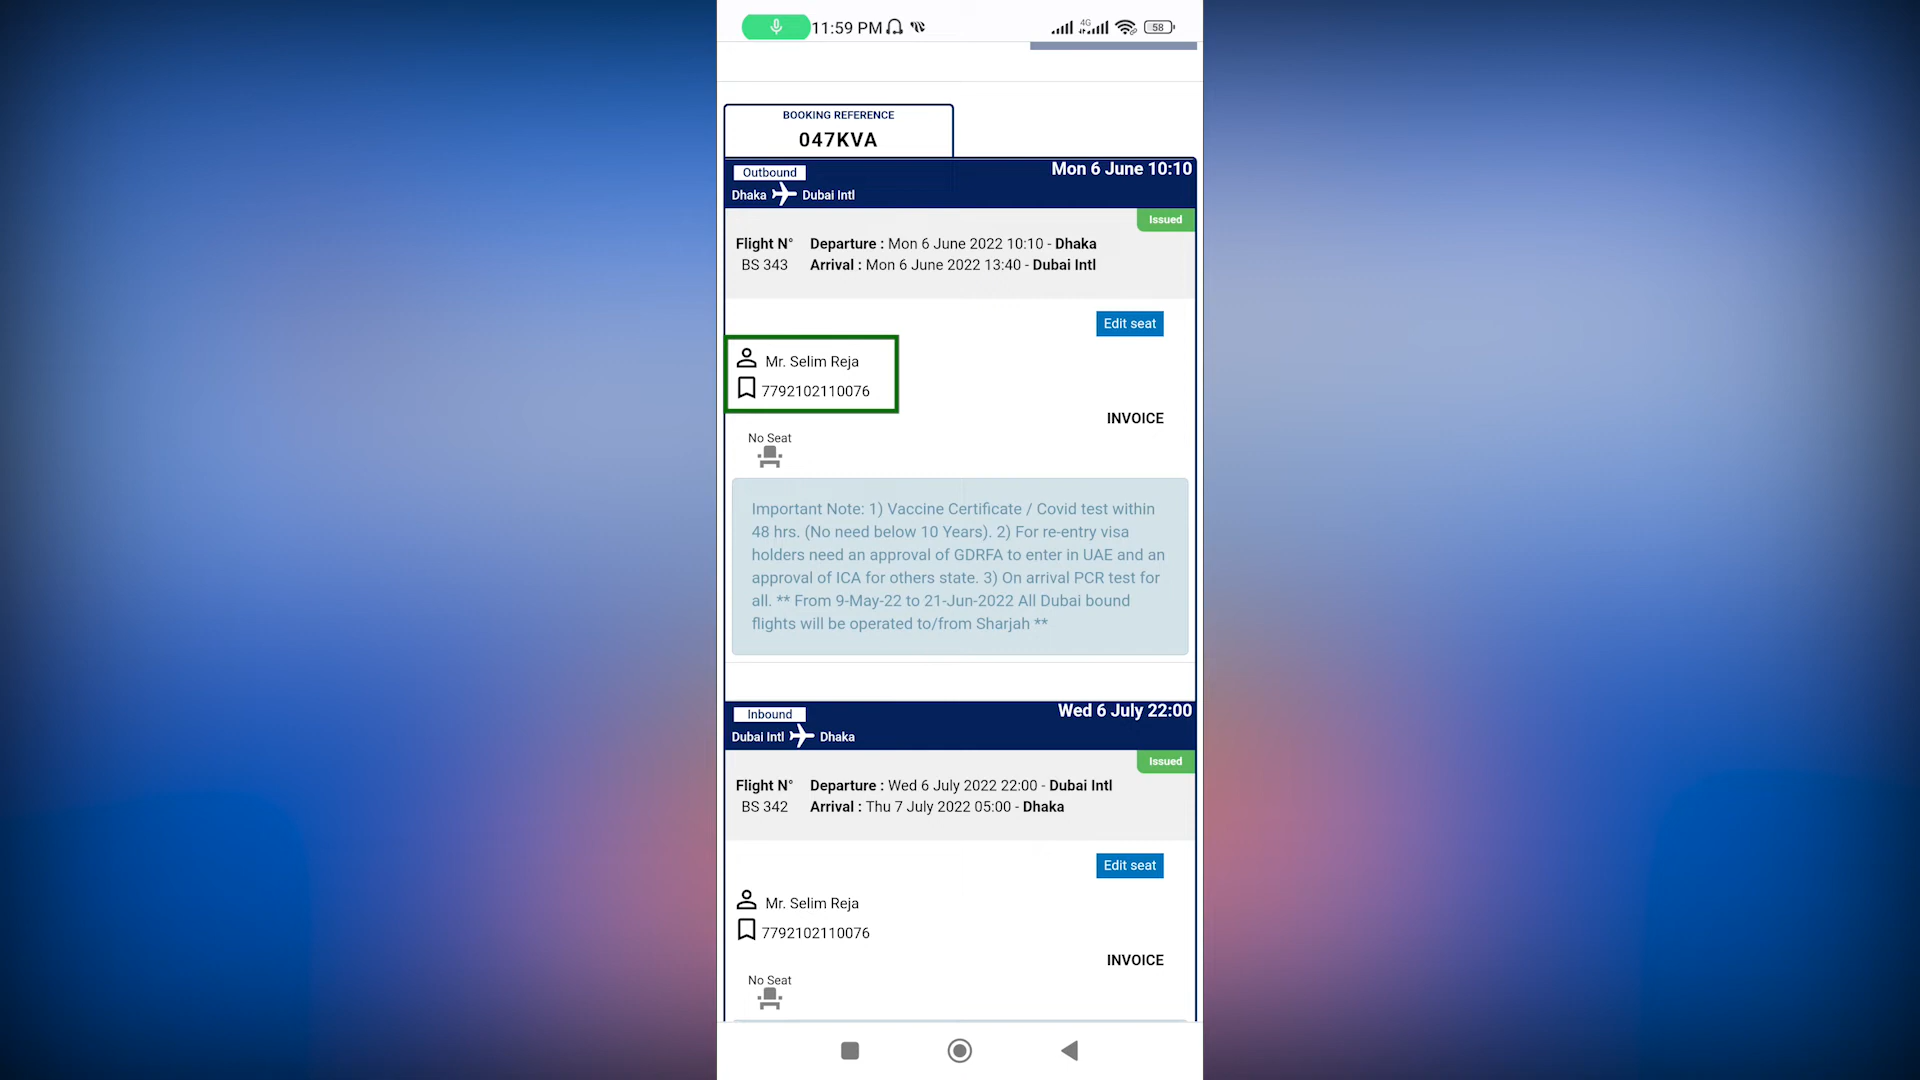 11:59 PM
4G
58
BOOKING REFERENCE
047KVA
Outbound
Mon 6 June 10:10
Dhaka Dubai Intl
Issued
Flight N° Departure : Mon 6 June 2022 10:10 - Dhaka
BS 343 Arrival : Mon 6 June 2022 13:40 - Dubai Intl
Edit seat
Mr. Selim Reja
7792102110076
INVOICE
No Seat
Important Note: 1) Vaccine Certificate / Covid test within
48 hrs. (No need below 10 Years). 2) For re-entry visa
holders need an approval of GDRFA to enter in UAE and an
approval of ICA for others state. 3) On arrival PCR test for
all. ** From 9-May-22 to 21-Jun-2022 All Dubai bound
flights will be operated to/from Sharjah **
Inbound
Wed 6 July 22:00
Dubai Intl Dhaka
Issued
Flight N° Departure : Wed 6 July 2022 22:00 - Dubai Intl
BS 342 Arrival : Thu 7 July 2022 05:00 - Dhaka
Edit seat
Mr. Selim Reja
7792102110076
INVOICE
No Seat